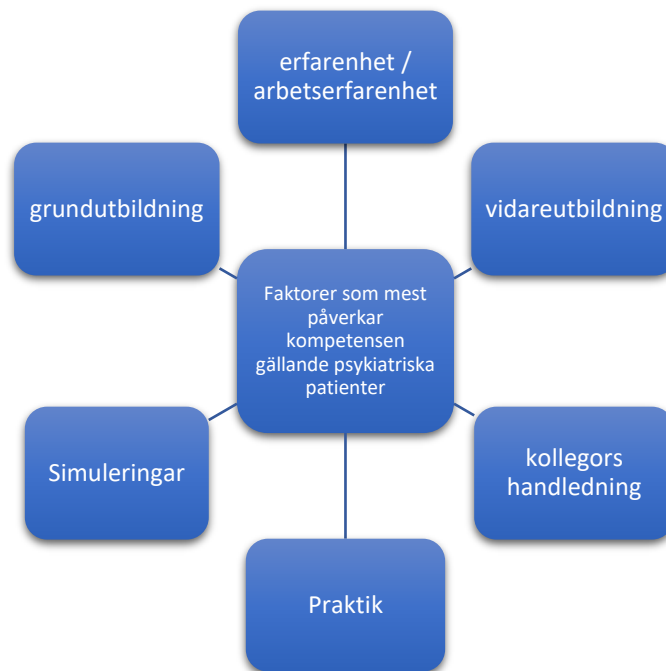 erfarenhet /
arbetserfarenhet
grundutbildning
vidareutbildning
Faktorer som mest
påverkar
kompetensen
gällande psykiatriska
patienter
Simuleringar
kollegors
handledning
Praktik